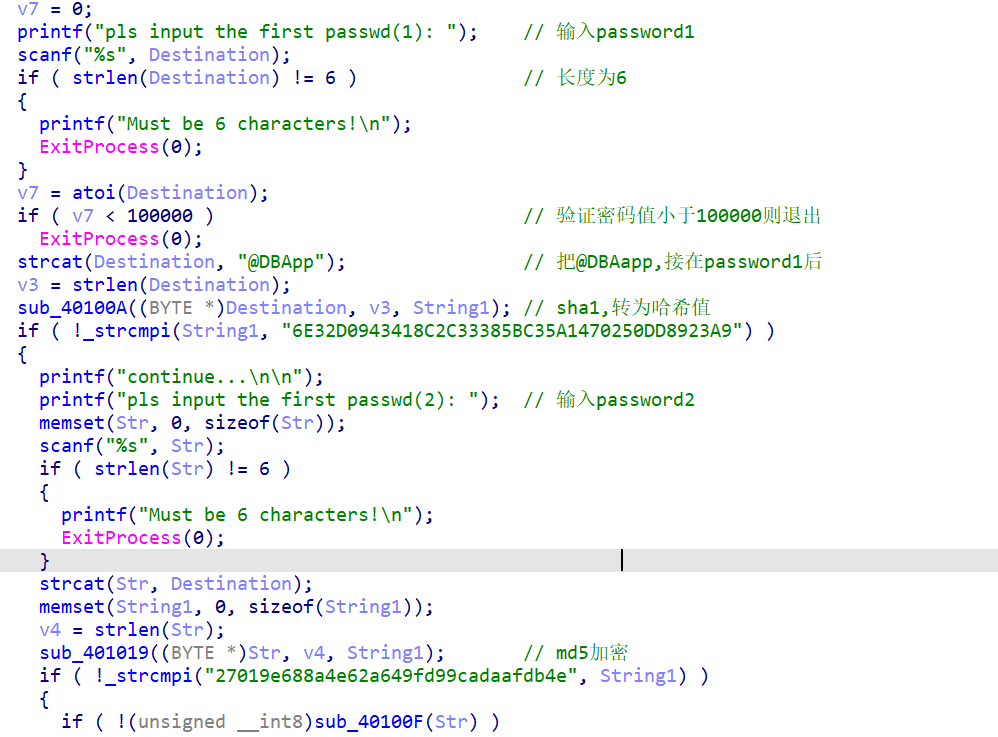 v7 = 0;
printf("pls input the first passwd(1): ");    // 输入password1
scanf("%s", Destination);
if ( strlen(Destination) != 6 )               // 长度为6
{
  printf("Must be 6 characters!\n");
  ExitProcess(0);
}
v7 = atoi(Destination);
if ( v7 < 100000 )                            // 验证密码值小于100000则退出
  ExitProcess(0);
strcat(Destination, "@DBApp");                // 把@DBAapp,接在password1后
v3 = strlen(Destination);
sub_40100A((BYTE *)Destination, v3, String1); // sha1,转为哈希值
if ( !_strcmpi(String1, "6E32D0943418C2C33385BC35A1470250DD8923A9") )
{
  printf("continue...\n\n");
  printf("pls input the first passwd(2): ");  // 输入password2
  memset(Str, 0, sizeof(Str));
  scanf("%s", Str);
  if ( strlen(Str) != 6 )
  {
    printf("Must be 6 characters!\n");
    ExitProcess(0);
  }
  strcat(Str, Destination);
  memset(String1, 0, sizeof(String1));
  v4 = strlen(Str);
  sub_401019((BYTE *)Str, v4, String1);       // md5加密
  if ( !_strcmpi("27019e688a4e62a649fd99cadaafdb4e", String1) )
  {
    if ( !(unsigned __int8)sub_40100F(Str) )